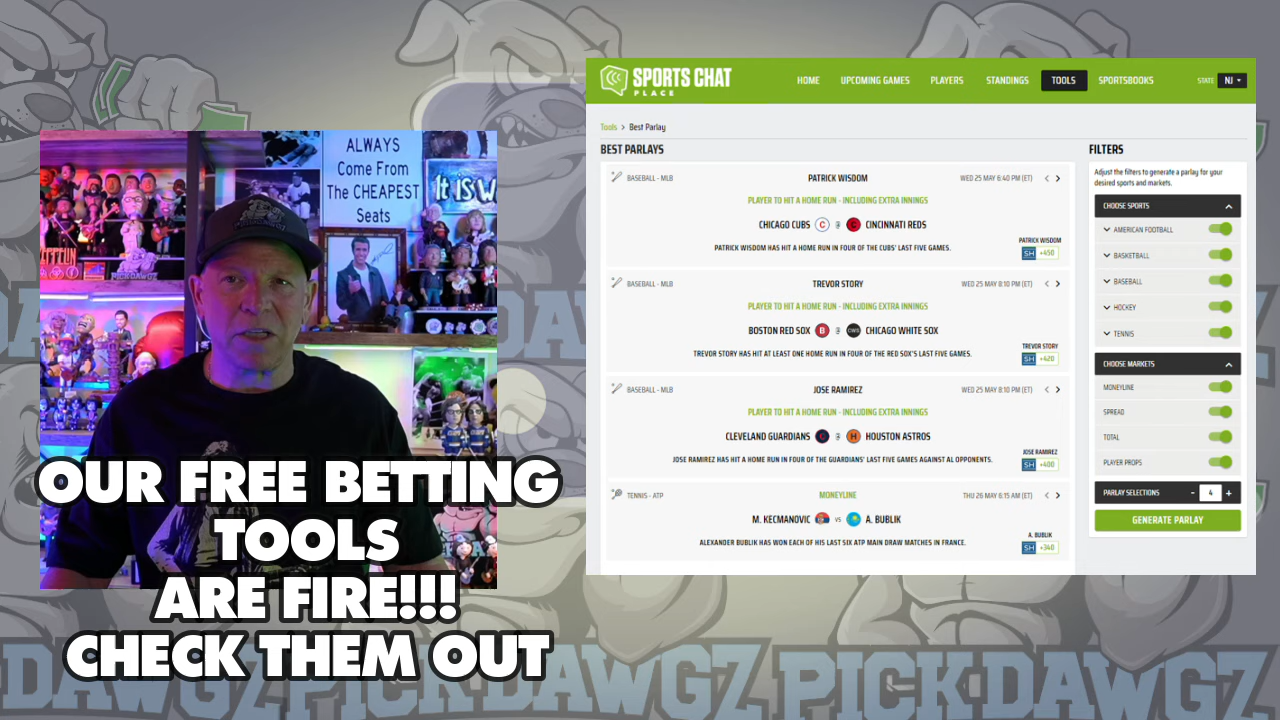 ALWAYS
Come From
The CHEAPEST
Seats
It IS W
PICKDAWGZ
OUR FREE BETTING
TOOLS
ARE FIRE!!!
CHECK THEM OUT
SPORTS CHAT
PLACE
HOME
UPCOMING GAMES
PLAYERS
STANDINGS
TOOLS
SPORTSBOOKS
STATE
NJ
Tools > Best Parlay
BEST PARLAYS
BASEBALL - MLB
PATRICK WISDOM
WED 25 MAY 6:40 PM (ET)
PLAYER TO HIT A HOME RUN - INCLUDING EXTRA INNINGS
CHICAGO CUBS @ CINCINNATI REDS
PATRICK WISDOM HAS HIT A HOME RUN IN FOUR OF THE CUBS' LAST FIVE GAMES.
PATRICK WISDOM
SH +450
BASEBALL - MLB
TREVOR STORY
WED 25 MAY 8:10 PM (ET)
PLAYER TO HIT A HOME RUN - INCLUDING EXTRA INNINGS
BOSTON RED SOX @ CHICAGO WHITE SOX
TREVOR STORY HAS HIT AT LEAST ONE HOME RUN IN FOUR OF THE RED SOX'S LAST FIVE GAMES.
TREVOR STORY
SH +420
BASEBALL - MLB
JOSE RAMIREZ
WED 25 MAY 8:10 PM (ET)
PLAYER TO HIT A HOME RUN - INCLUDING EXTRA INNINGS
CLEVELAND GUARDIANS @ HOUSTON ASTROS
JOSE RAMIREZ HAS HIT A HOME RUN IN FOUR OF THE GUARDIANS' LAST FIVE GAMES AGAINST AL OPPONENTS.
JOSE RAMIREZ
SH +400
TENNIS - ATP
MONEYLINE
THU 26 MAY 6:15 AM (ET)
M. KECMANOVIC VS A. BUBLIK
ALEXANDER BUBLIK HAS WON EACH OF HIS LAST SIX ATP MAIN DRAW MATCHES IN FRANCE.
A. BUBLIK
SH +340
FILTERS
Adjust the filters to generate a parlay for your
desired sports and markets.
CHOOSE SPORTS
AMERICAN FOOTBALL
BASKETBALL
BASEBALL
HOCKEY
TENNIS
CHOOSE MARKETS
MONEYLINE
SPREAD
TOTAL
PLAYER PROPS
PARLAY SELECTIONS - 4 +
GENERATE PARLAY
DAWGZ PICKDAWGZ PICKDAWGZ